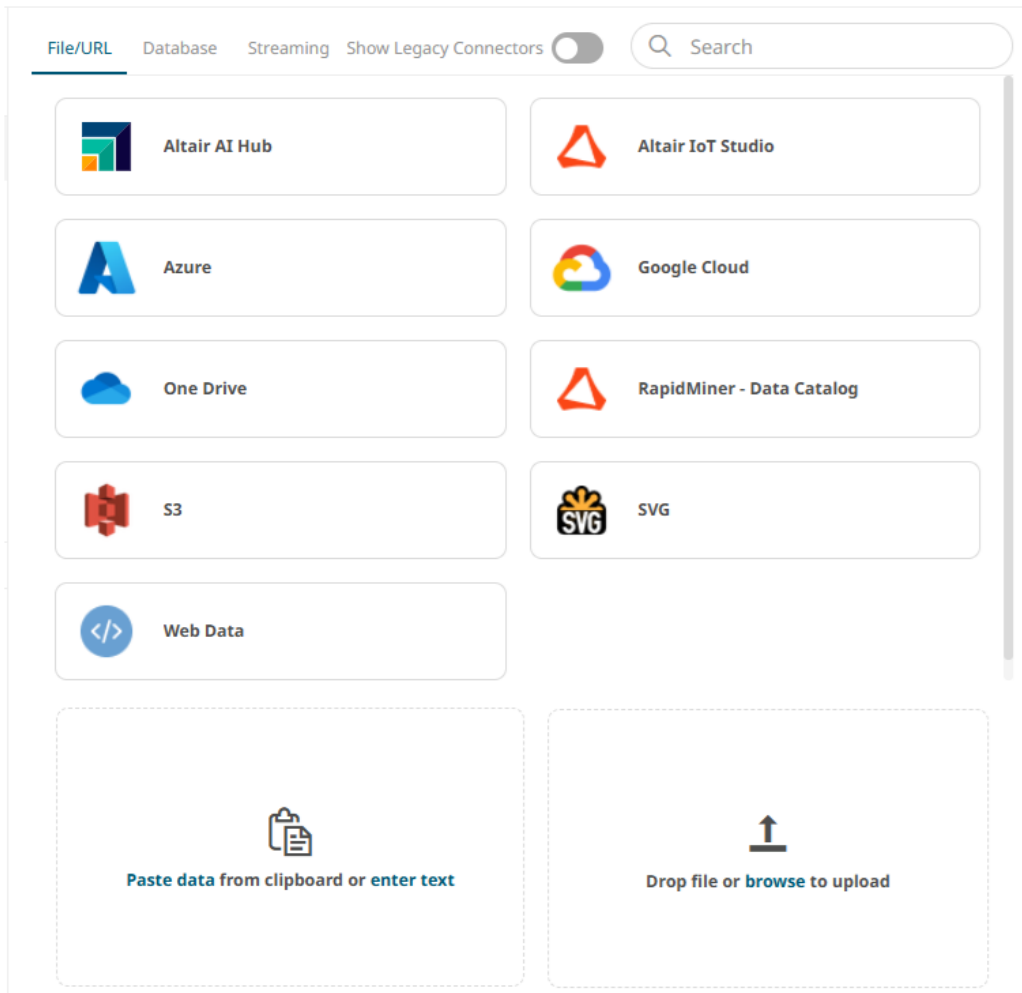 File/URL Database Streaming Show Legacy Connectors Search
Altair AI Hub
Altair IoT Studio
Azure
Google Cloud
One Drive
RapidMiner - Data Catalog
S3
SVG
SVG
</> Web Data
Paste data from clipboard or enter text
Drop file or browse to upload